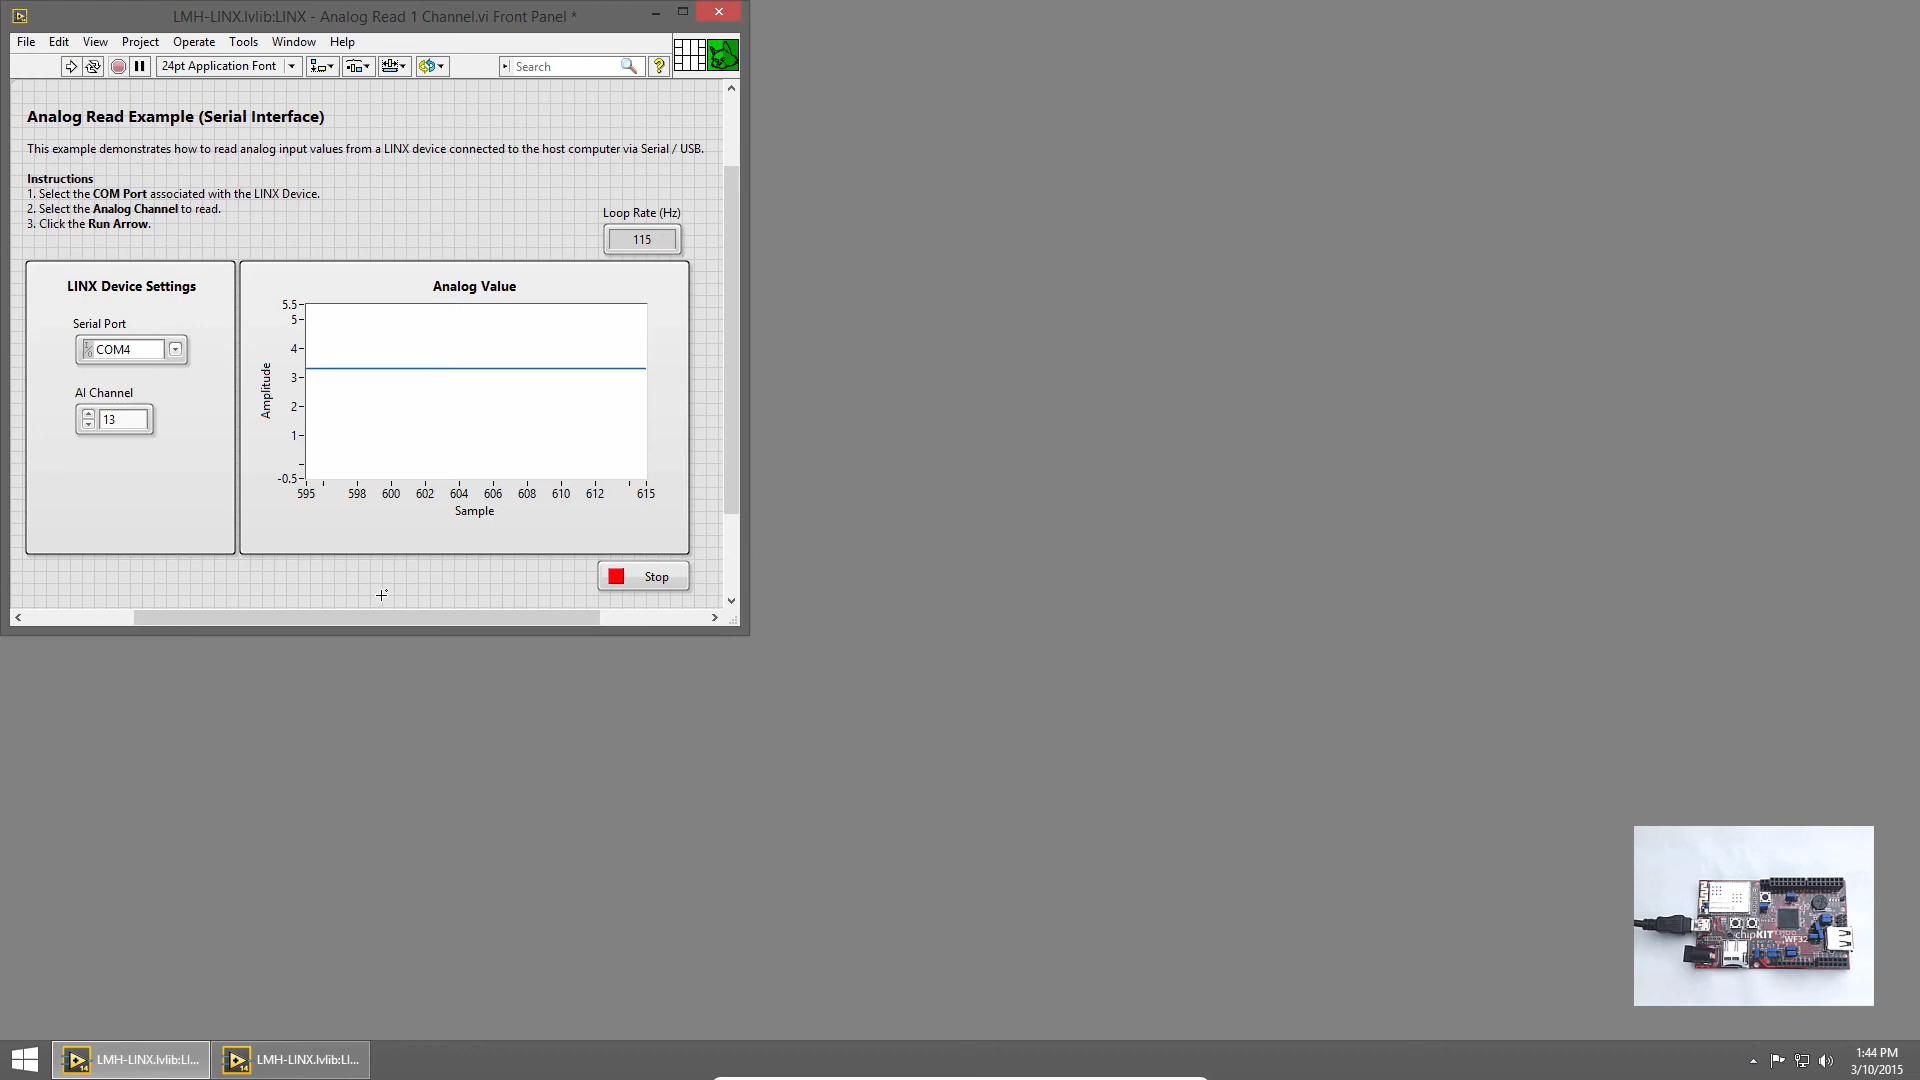 LMH-LINX.lvlib:LINX - Analog Read 1 Channel.vi Front Panel *
File Edit View Project Operate Tools Window Help
24pt Application Font
Search
?
Analog Read Example (Serial Interface)
This example demonstrates how to read analog input values from a LINX device connected to the host computer via Serial / USB.
Instructions
1. Select the COM Port associated with the LINX Device.
2. Select the Analog Channel to read.
3. Click the Run Arrow.
Loop Rate (Hz)
115
LINX Device Settings
Serial Port
I/O COM4
AI Channel
13
Analog Value
Amplitude
5.5
5
4
3
2
1
-0.5
595 598 600 602 604 606 608 610 612 615
Sample
Stop
chipKIT WF32
LMH-LINX.lvlib:LI...
LMH-LINX.lvlib:LI...
14
14
1:44 PM
3/10/2015